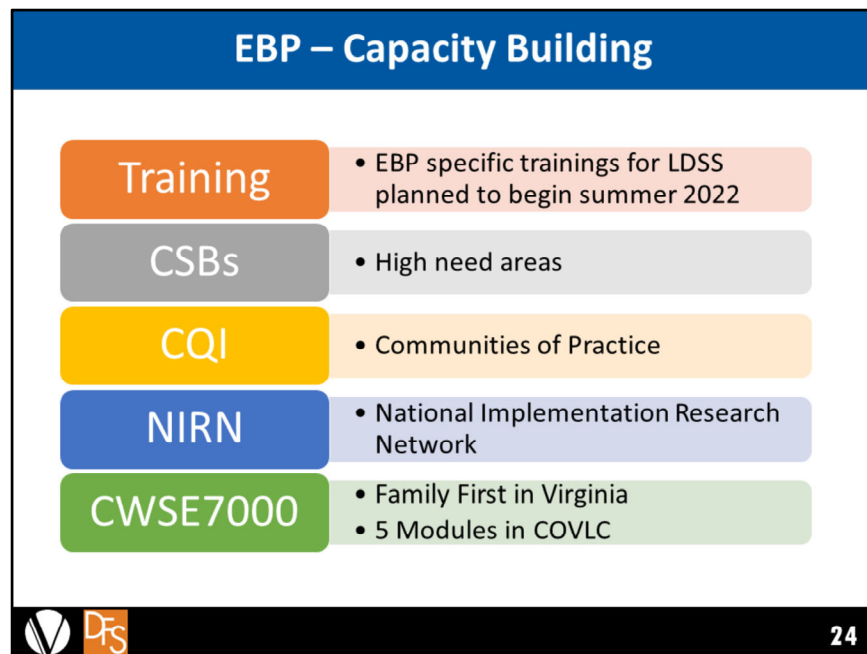 EBP – Capacity Building
Training
• EBP specific trainings for LDSS
planned to begin summer 2022
CSBs
• High need areas
CQI
• Communities of Practice
NIRN
• National Implementation Research
Network
CWSE7000
• Family First in Virginia
• 5 Modules in COVLC
V DFS
24